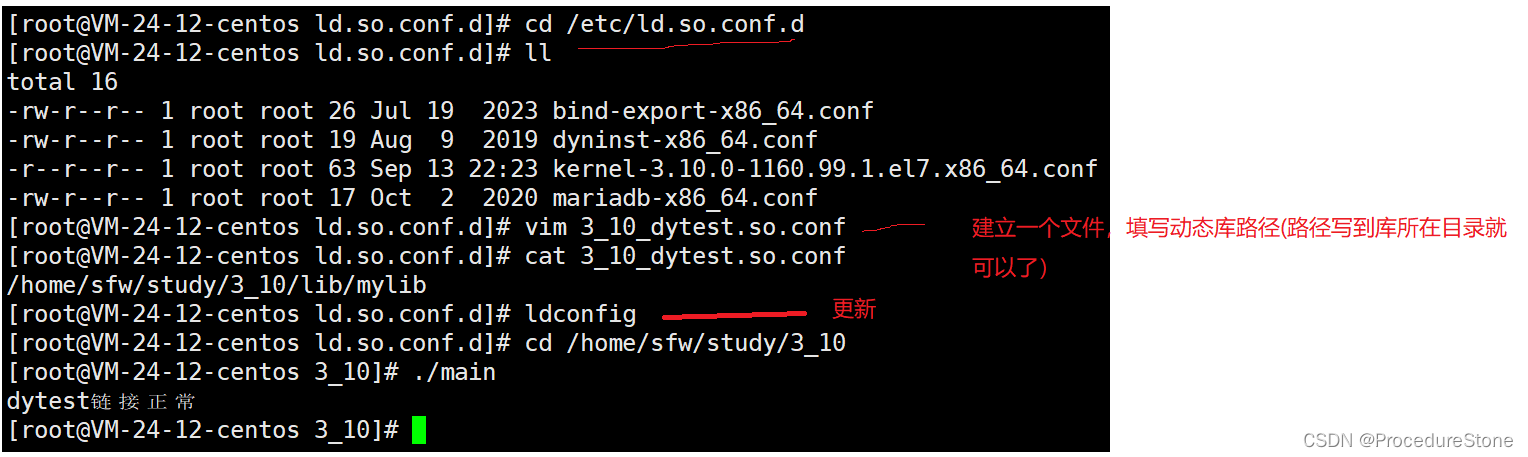 [root@VM-24-12-centos ld.so.conf.d]# cd /etc/ld.so.conf.d
[root@VM-24-12-centos ld.so.conf.d]# ll
total 16
-rw-r--r-- 1 root root 26 Jul 19  2023 bind-export-x86_64.conf
-rw-r--r-- 1 root root 19 Aug  9  2019 dyninst-x86_64.conf
-r--r--r-- 1 root root 63 Sep 13 22:23 kernel-3.10.0-1160.99.1.el7.x86_64.conf
-rw-r--r-- 1 root root 17 Oct  2  2020 mariadb-x86_64.conf
[root@VM-24-12-centos ld.so.conf.d]# vim 3_10_dytest.so.conf 建立一个文件，填写动态库路径(路径写到库所在目录就
[root@VM-24-12-centos ld.so.conf.d]# cat 3_10_dytest.so.conf 可以了)
/home/sfw/study/3_10/lib/mylib
[root@VM-24-12-centos ld.so.conf.d]# ldconfig 更新
[root@VM-24-12-centos ld.so.conf.d]# cd /home/sfw/study/3_10
[root@VM-24-12-centos 3_10]# ./main
dytest链接正常
[root@VM-24-12-centos 3_10]#
CSDN @ProcedureStone